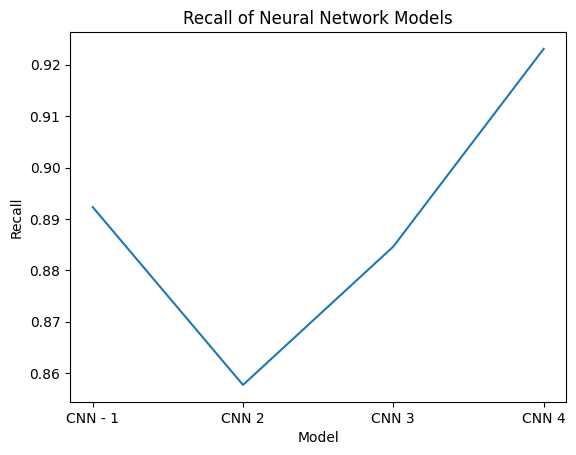 Recall of Neural Network Models
0.92
0.91
0.90
0.89
0.88
0.87
0.86
Recall
CNN - 1
CNN 2
CNN 3
CNN 4
Model